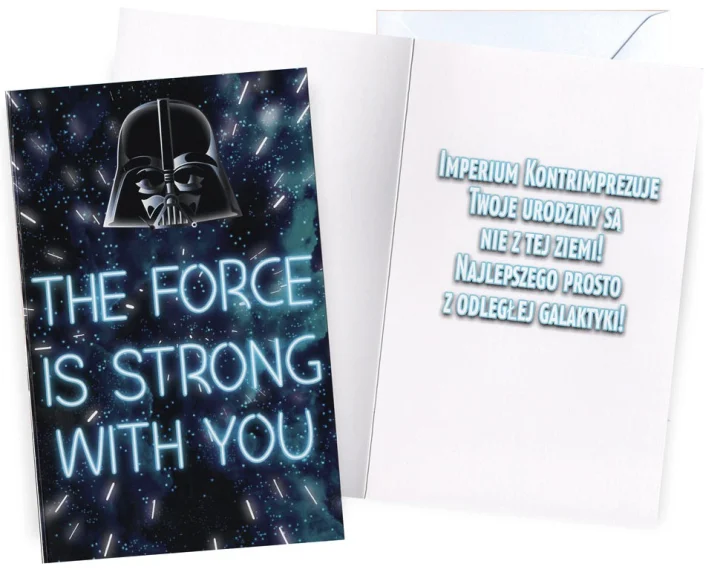 THE FORCE
IS STRONG
WITH YOU
IMPERIUM KONTRIMPREZUJE
TWOJE URODZINY SA
NIE Z TEJ ZIEMI!
NAJLEPSZEGO PROSTO
Z ODLEGŁEJ GALAKTYKI!